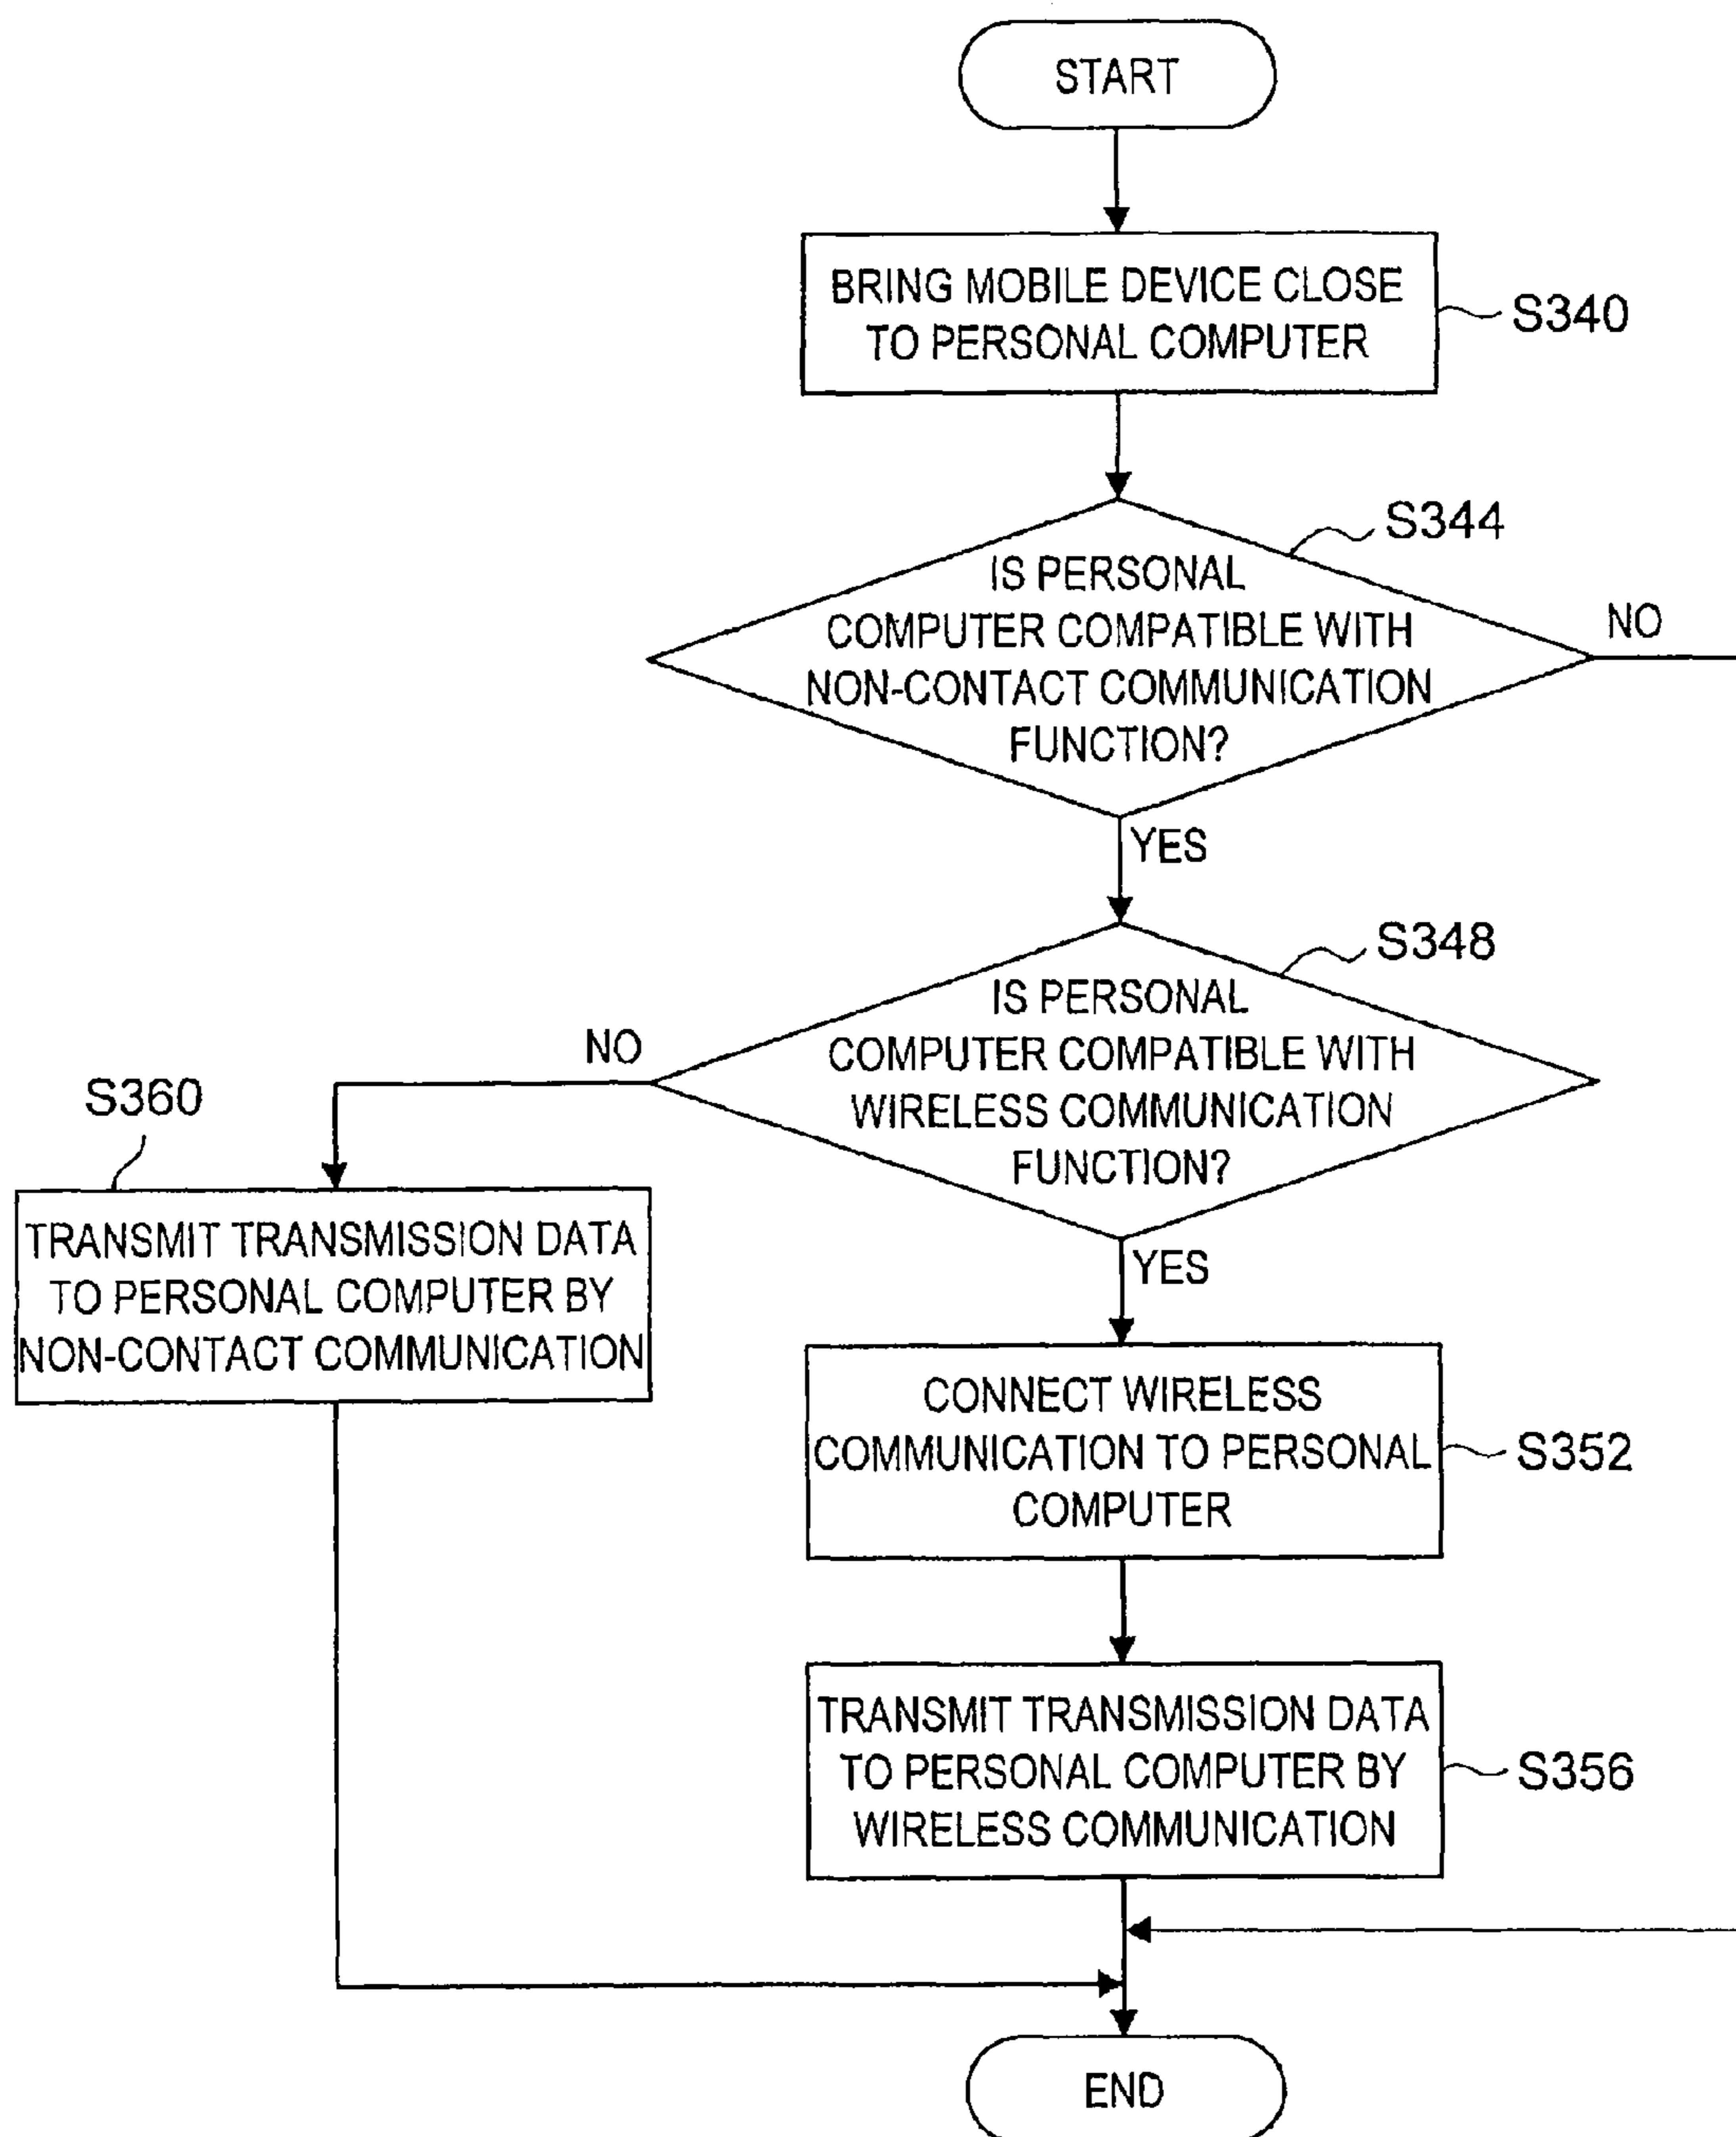 START
BRING MOBILE DEVICE CLOSE
TO PERSONAL COMPUTER
S340
S344
IS PERSONAL
COMPUTER COMPATIBLE WITH
NON-CONTACT COMMUNICATION
FUNCTION?
NO
YES
S348
IS PERSONAL
COMPUTER COMPATIBLE WITH
WIRELESS COMMUNICATION
FUNCTION?
NO
S360
TRANSMIT TRANSMISSION DATA
TO PERSONAL COMPUTER BY
NON-CONTACT COMMUNICATION
YES
CONNECT WIRELESS
COMMUNICATION TO PERSONAL
COMPUTER
S352
TRANSMIT TRANSMISSION DATA
TO PERSONAL COMPUTER BY
WIRELESS COMMUNICATION
S356
END